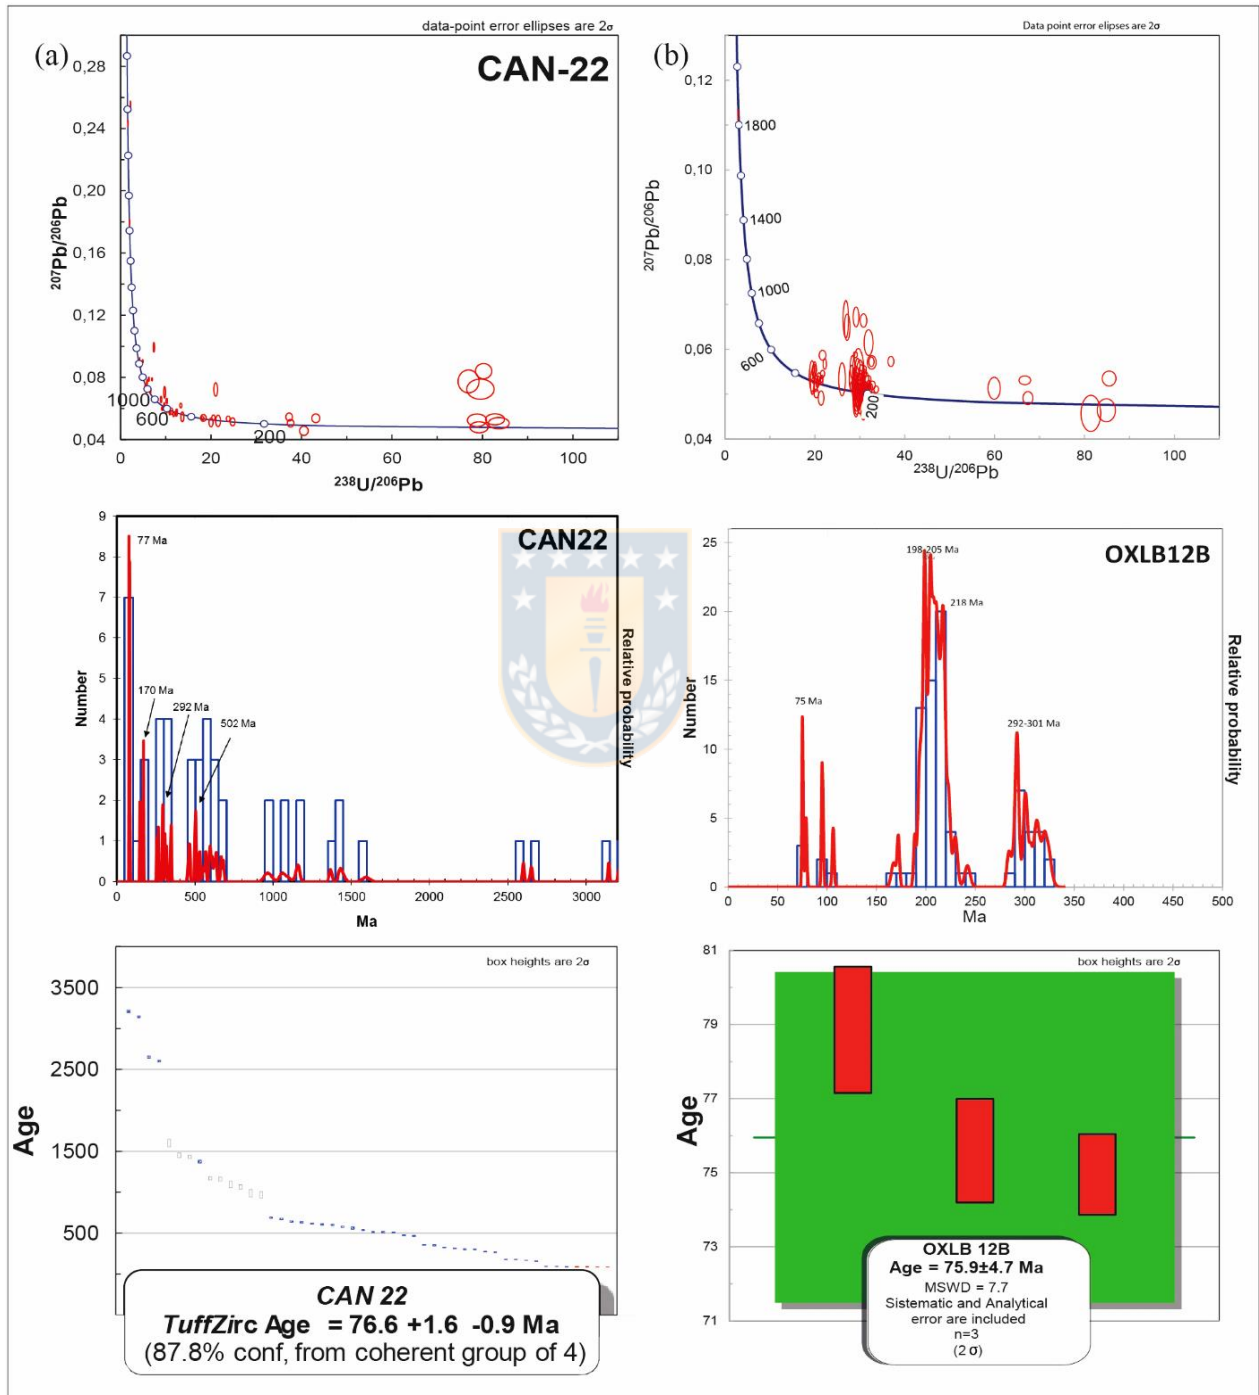 data-point error ellipses are 2σ
(a)
CAN-22
0,28
0,24
0,20
0,16
0,12
0,08
0,04
207Pb/206Pb
1000
600
200
0 20 40 60 80 100
238U/206Pb
Data point error elipses are 2σ
(b)
0,12
0,10
0,08
0,06
0,04
207Pb/206Pb
1800
1400
1000
600
200
0 20 40 60 80 100
238U/206Pb
CAN22
9
8
7
6
5
4
3
2
1
0
Number
Relative probability
77 Ma
170 Ma
292 Ma
502 Ma
0 500 1000 1500 2000 2500 3000
Ma
OXLB12B
25
20
15
10
5
0
Number
Relative probability
198-205 Ma
218 Ma
75 Ma
292-301 Ma
0 50 100 150 200 250 300 350 400 450 500
Ma
box heights are 2σ
3500
2500
1500
500
Age
CAN 22
TuffZirc Age = 76.6 +1.6 -0.9 Ma
(87.8% conf, from coherent group of 4)
box heights are 2σ
81
79
77
75
73
71
Age
OXLB 12B
Age = 75.9±4.7 Ma
MSWD = 7.7
Sistematic and Analytical
error are included
n=3
(2 σ)